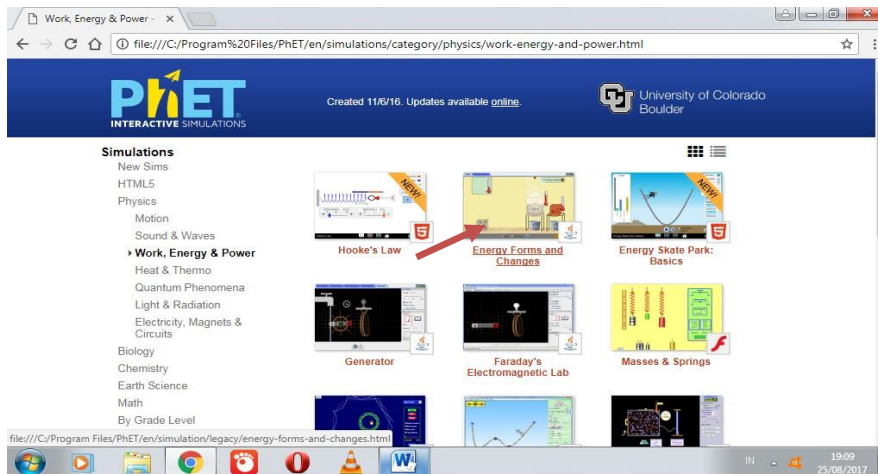 Work, Energy & Power -
file:///C:/Program%20Files/PhET/en/simulations/category/physics/work-energy-and-power.html
PhET
INTERACTIVE SIMULATIONS
Created 11/6/16. Updates available online.
University of Colorado
Boulder
Simulations
New Sims
HTML5
Physics
Motion
Sound & Waves
Work, Energy & Power
Heat & Thermo
Quantum Phenomena
Light & Radiation
Electricity, Magnets &
Circuits
Biology
Chemistry
Earth Science
Math
By Grade Level
NEW!
Hooke's Law
Energy Forms and
Changes
NEW!
Energy Skate Park:
Basics
Generator
Faraday's
Electromagnetic Lab
Masses & Springs
file:///C:/Program Files/PhET/en/simulation/legacy/energy-forms-and-changes.html
IN
19:09
25/08/2017